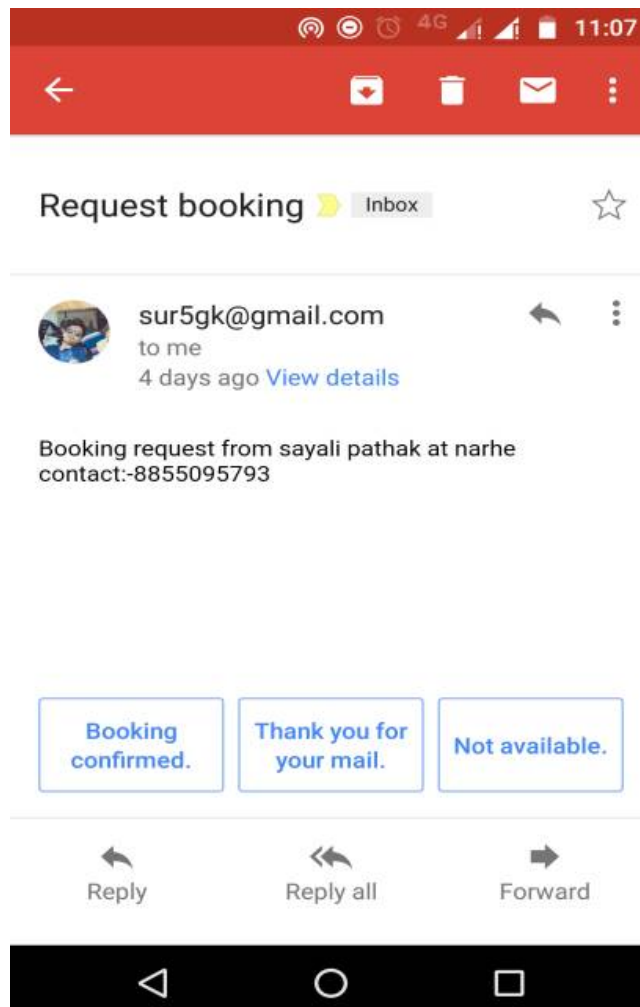 4G 11:07
Request booking Inbox
sur5gk@gmail.com
to me
4 days ago View details
Booking request from sayali pathak at narhe
contact:-8855095793
Booking
confirmed.
Thank you for
your mail.
Not available.
Reply Reply all Forward